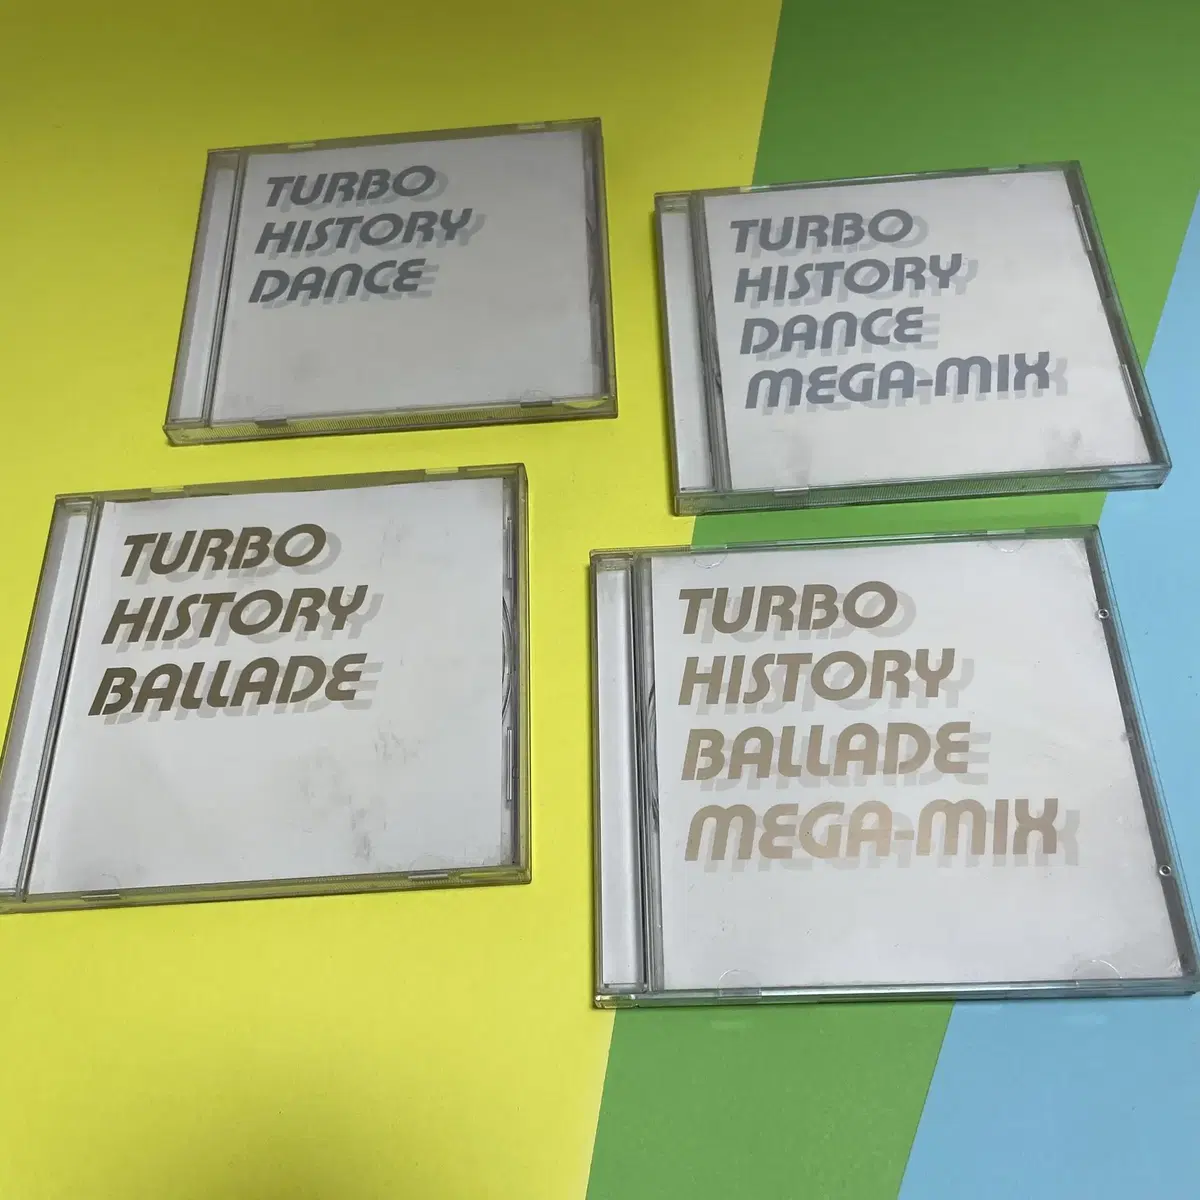 TURBO
HISTORY
DANCE
TURBO
HISTORY
DANCE
MEGA-MIX
TURBO
HISTORY
BALLADE
TURBO
HISTORY
BALLADE
MEGA-MIX